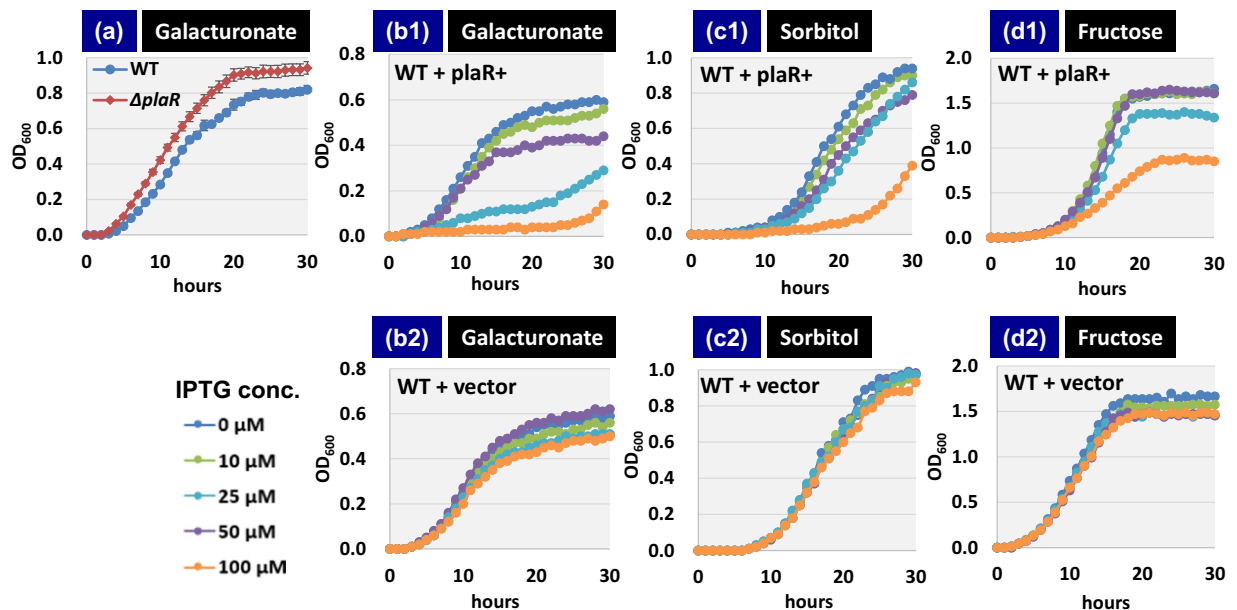 (a) Galacturonate
WT
ΔplaR
OD600
1.0
0.8
0.6
0.4
0.2
0.0
0 10 20 30
hours
(b1) Galacturonate
WT + plaR+
OD600
0.8
0.6
0.4
0.2
0.0
0 10 20 30
hours
(c1) Sorbitol
WT + plaR+
OD600
1.0
0.8
0.6
0.4
0.2
0.0
0 10 20 30
hours
(d1) Fructose
WT + plaR+
OD600
2.0
1.5
1.0
0.5
0.0
0 10 20 30
hours
IPTG conc.
0 µM
10 µM
25 µM
50 µM
100 µM
(b2) Galacturonate
WT + vector
OD600
0.8
0.6
0.4
0.2
0.0
0 10 20 30
hours
(c2) Sorbitol
WT + vector
OD600
1.0
0.8
0.6
0.4
0.2
0.0
0 10 20 30
hours
(d2) Fructose
WT + vector
OD600
2.0
1.5
1.0
0.5
0.0
0 10 20 30
hours